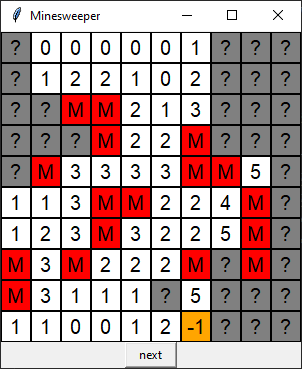 Minesweeper
? 0 0 0 0 0 1 ? ? ?
? 1 2 2 1 0 2 ? ? ?
? ? M M 2 1 3 ? ? ?
? ? ? M 2 2 M ? ? ?
? M 3 3 3 3 M M 5 ?
1 1 3 M M 2 2 4 M ?
1 2 3 M 3 2 2 5 M ?
M 3 M 2 2 2 M ? M ?
M 3 1 1 1 ? 5 ? ? ?
1 1 0 0 1 2 -1 ? ? ?
next